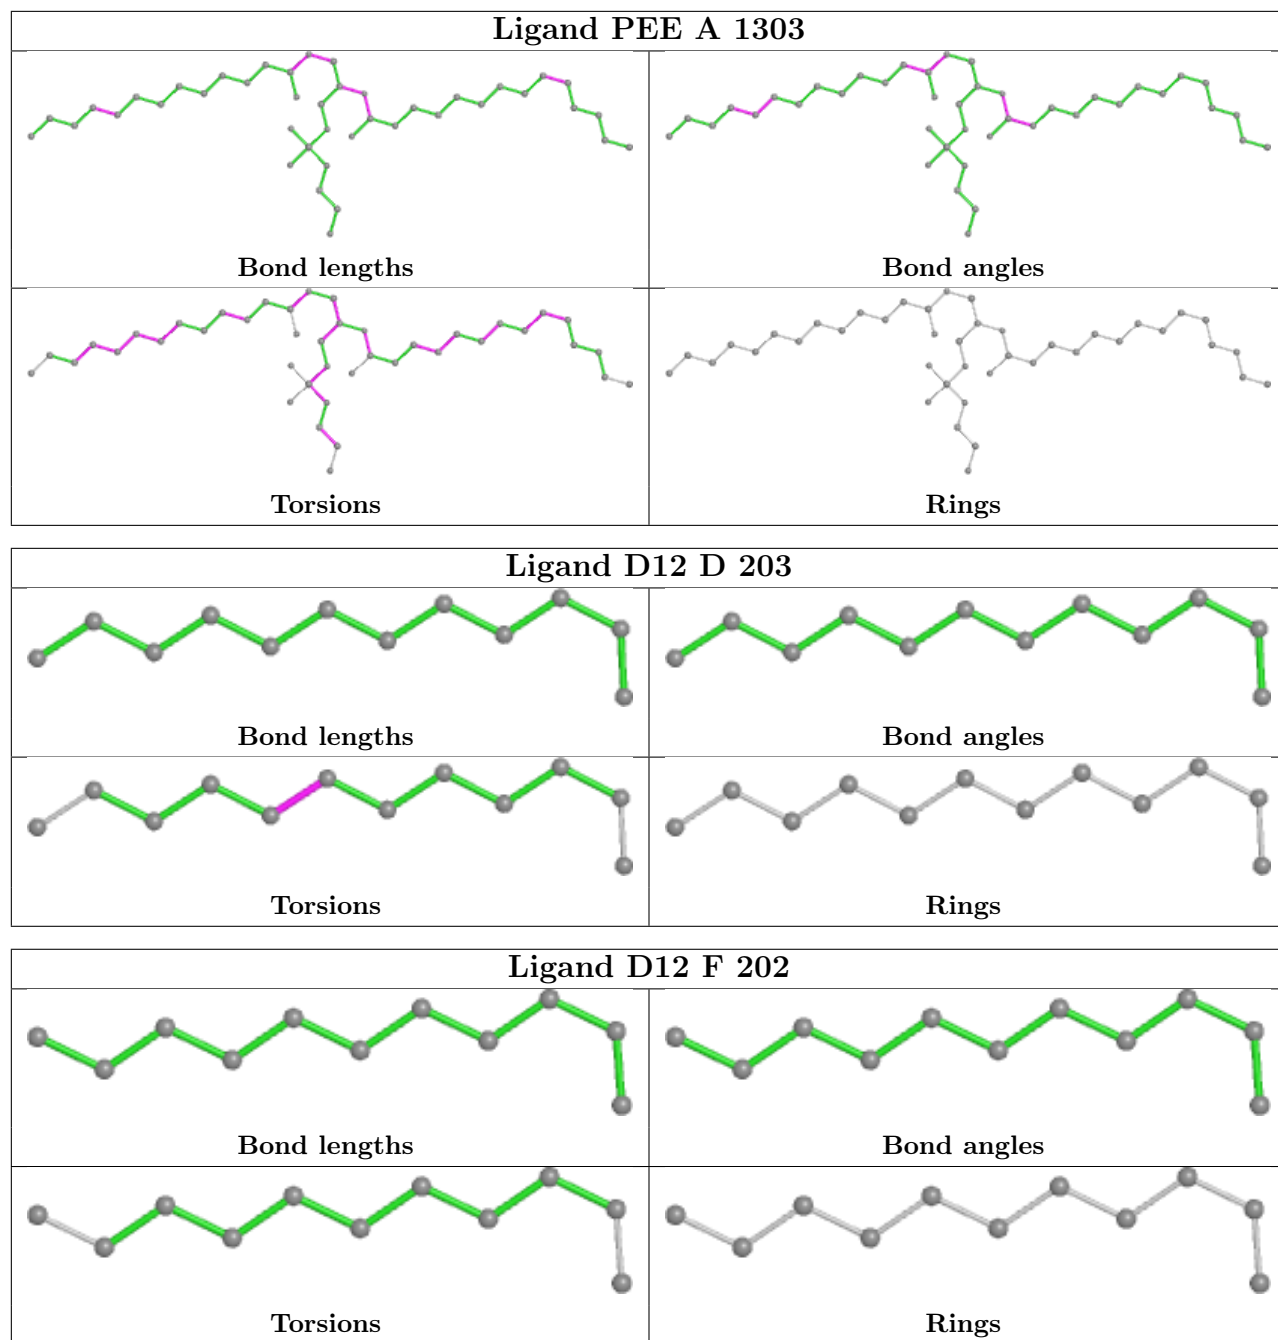 Ligand PEE A 1303
Bond lengths
Bond angles
Torsions
Rings
Ligand D12 D 203
Bond lengths
Bond angles
Torsions
Rings
Ligand D12 F 202
Bond lengths
Bond angles
Torsions
Rings